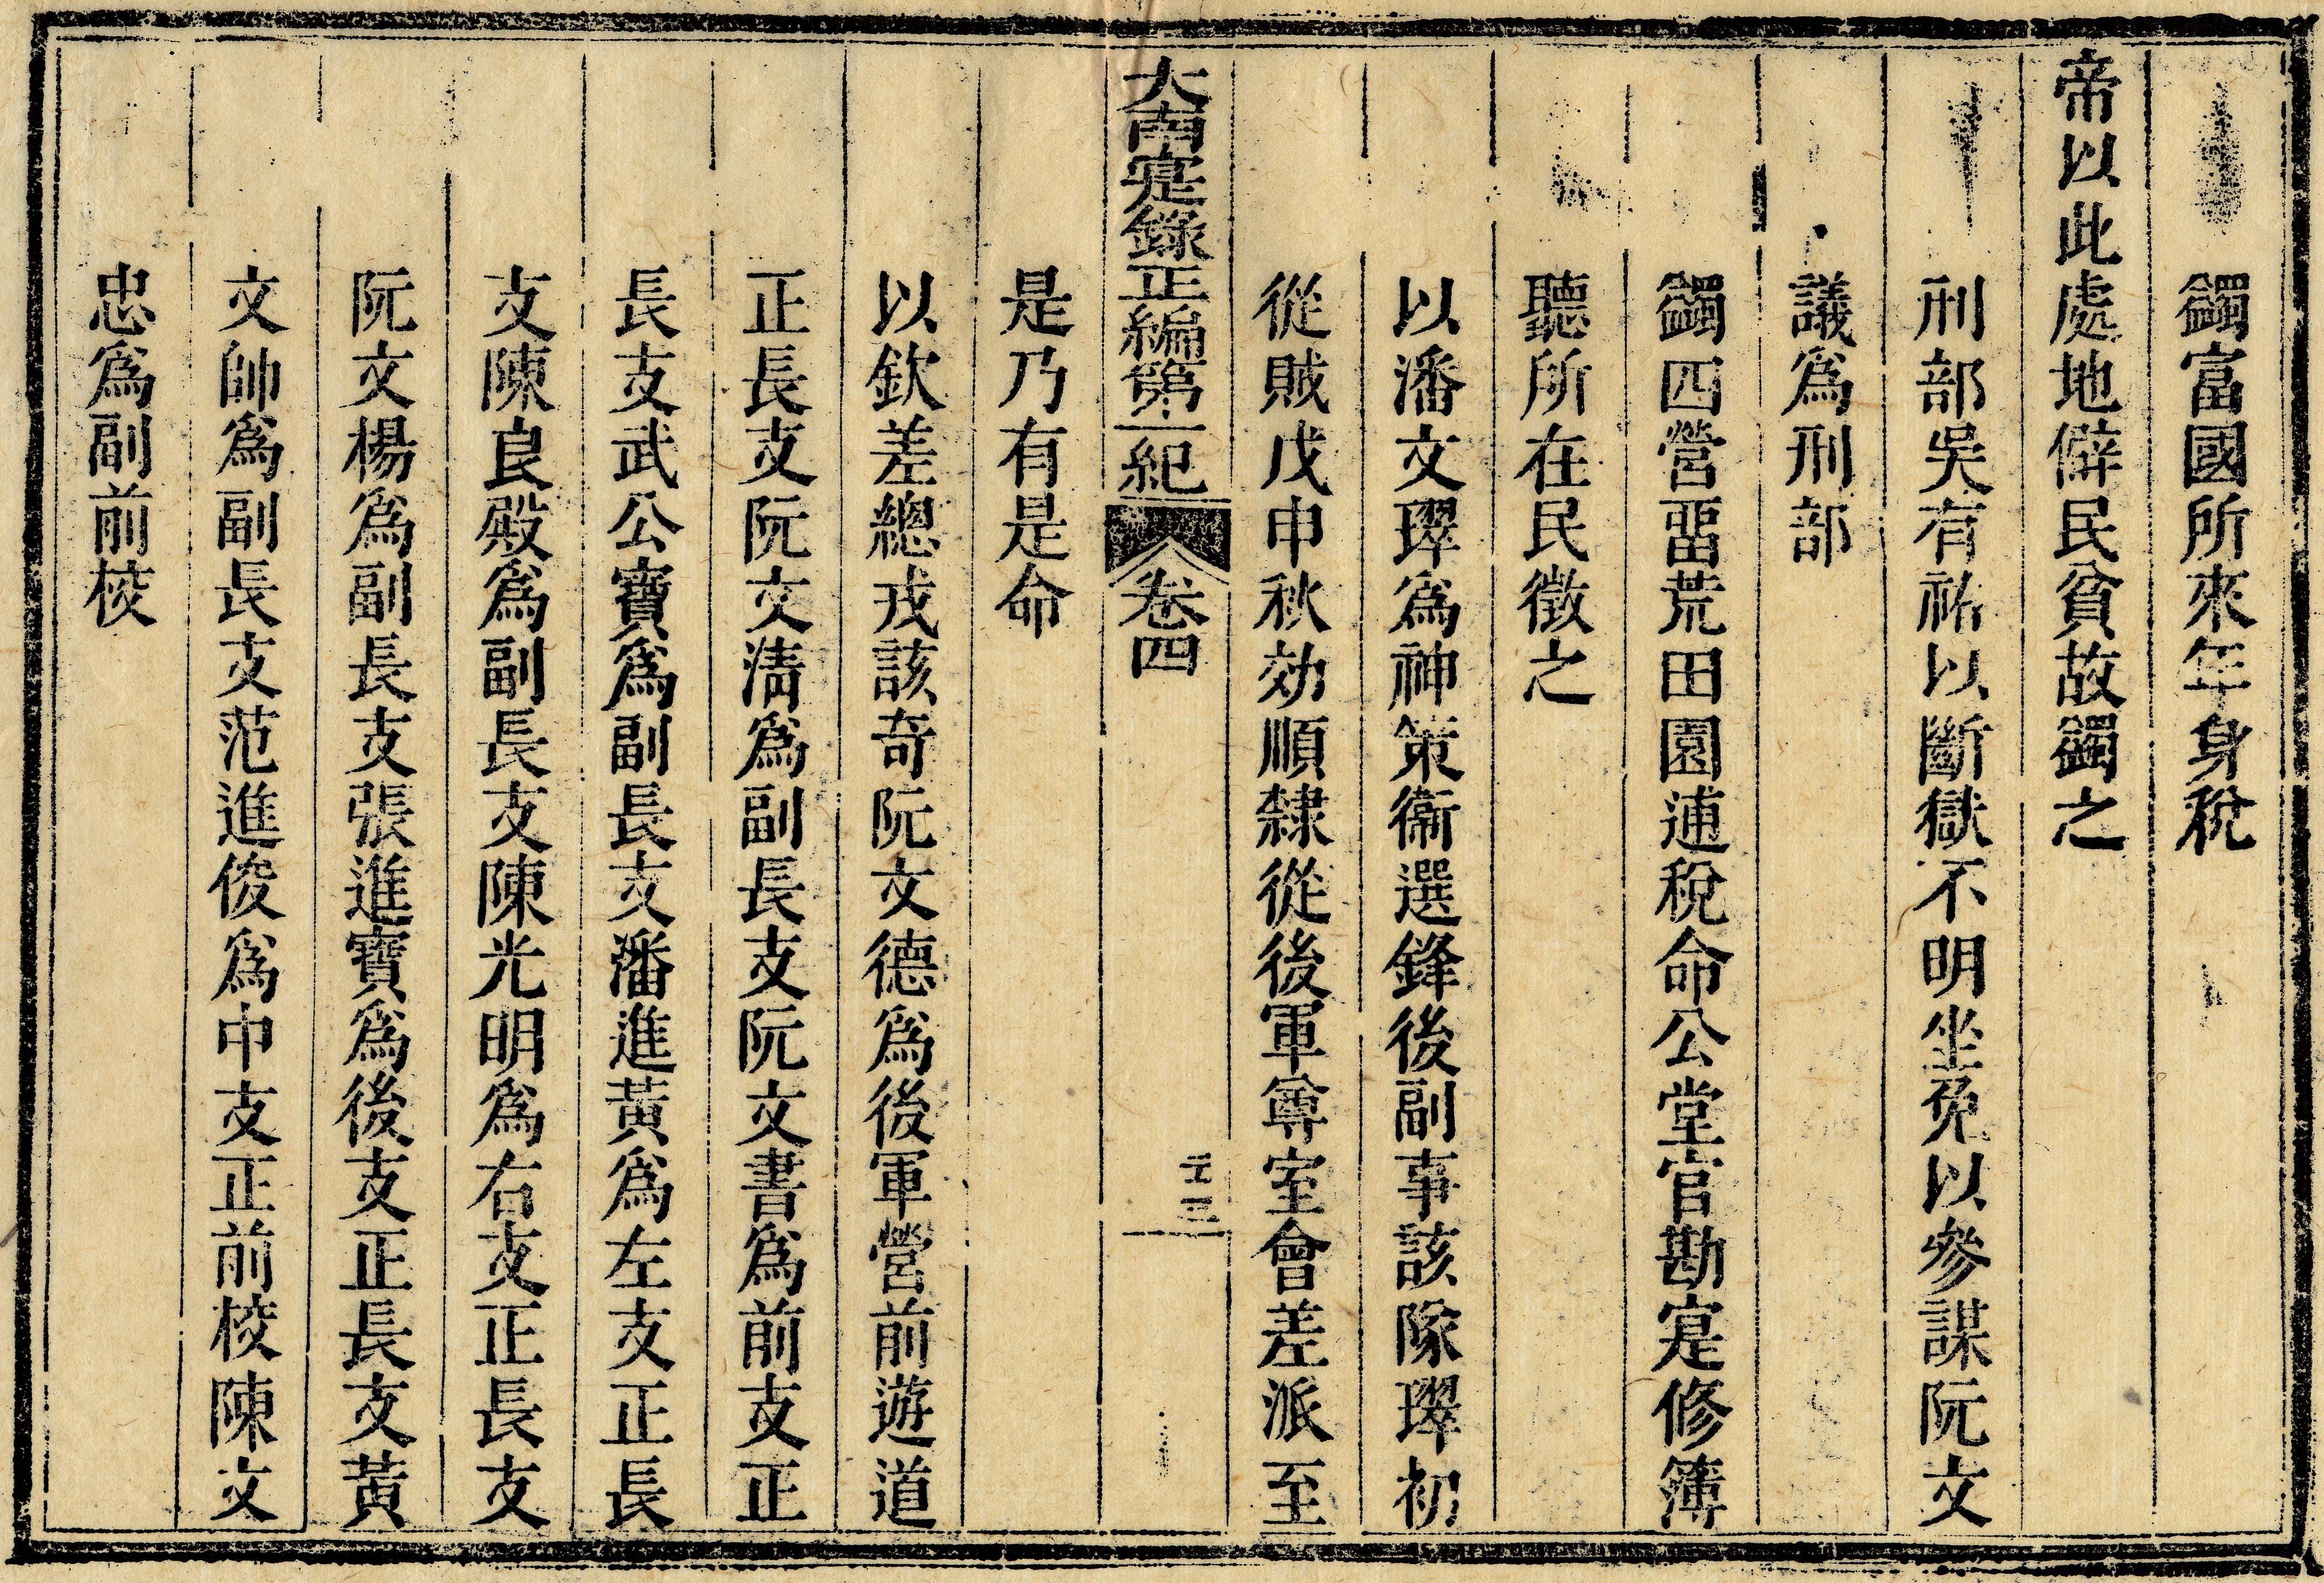 蠲富國所來年身稅
帝以此處地僻民貧故蠲之
刑部吳有祐以斷獄不明坐免以參謀阮文
議爲刑部
蠲四營畱荒田園逋稅命公堂官勘寔修簿
聽所在民徵之
以潘文璻爲神策衞選鋒後副事該隊璻初
從賊戊申秋効順隸從後軍尊室會差派至
大南寔錄正編第一紀 卷四 二十三
是乃有是命
以欽差總戎該奇阮文德爲後軍營前遊道
正長支阮文淸爲副長支阮文書爲前支正
長支武公寶爲副長支潘進黃爲左支正長
支陳良殿爲副長支陳光明爲右支正長支
阮文楊爲副長支張進寶爲後支正長支黃
文帥爲副長支范進俊爲中支正前校陳文
忠爲副前校